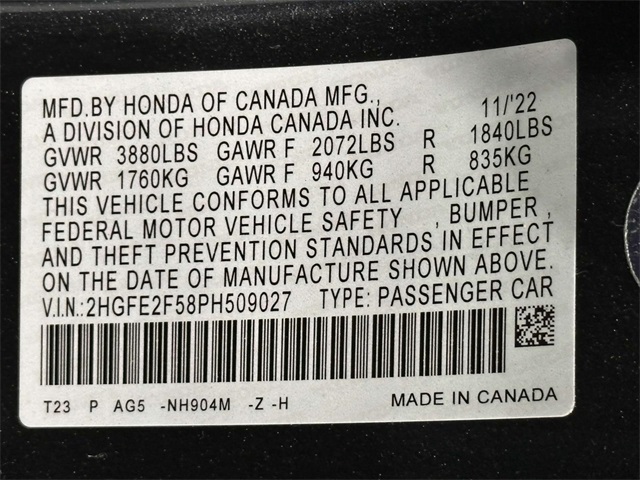 MFD.BY HONDA OF CANADA MFG., 11/'22
A DIVISION OF HONDA CANADA INC.
GVWR 3880LBS GAWR F 2072LBS R 1840LBS
GVWR 1760KG GAWR F 940KG R 835KG
THIS VEHICLE CONFORMS TO ALL APPLICABLE
FEDERAL MOTOR VEHICLE SAFETY , BUMPER ,
AND THEFT PREVENTION STANDARDS IN EFFECT
ON THE DATE OF MANUFACTURE SHOWN ABOVE.
V.I.N.:2HGFE2F58PH509027 TYPE: PASSENGER CAR
T23 P AG5 -NH904M -Z -H MADE IN CANADA